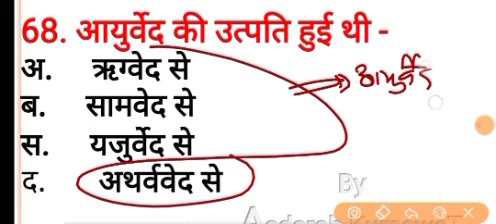 68. आयुर्वेद की उत्पति हुई थी -
अ. ऋग्वेद से
आयुर्वेद
ब. सामवेद से
स. यजुर्वेद से
द. अथर्ववेद से
By